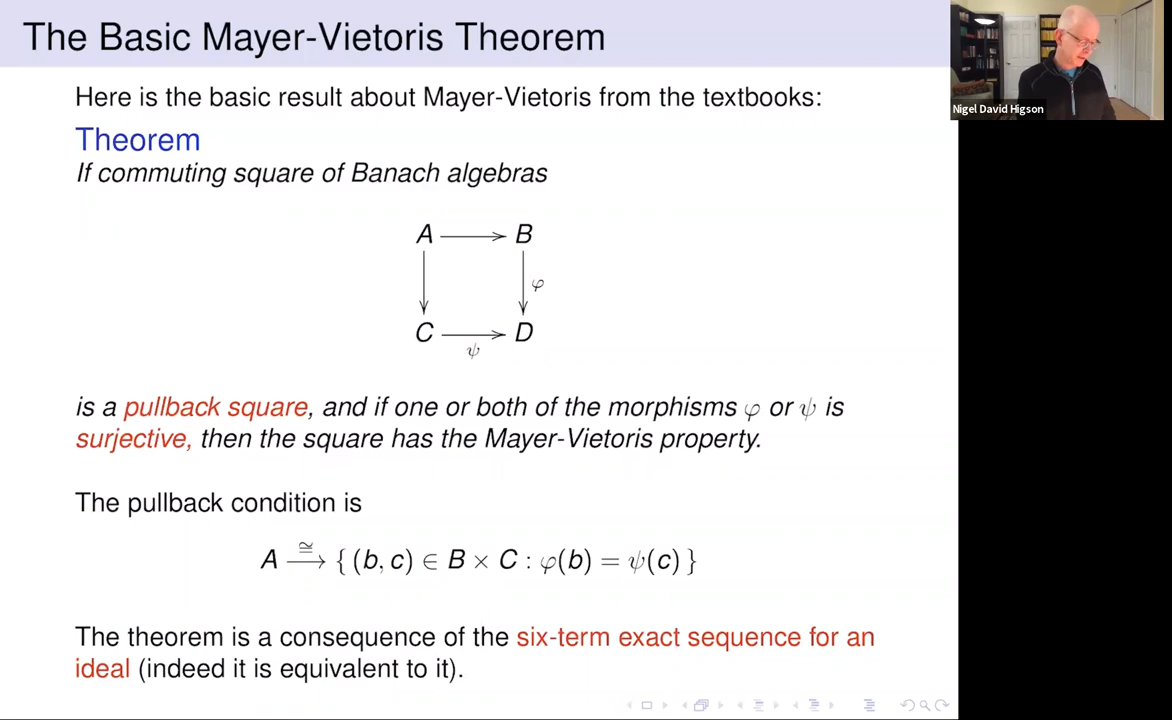 The Basic Mayer-Vietoris Theorem
Nigel David Higson
Here is the basic result about Mayer-Vietoris from the textbooks:
Theorem
If commuting square of Banach algebras
A ⟶ B
φ
C ⟶ D
ψ
is a pullback square, and if one or both of the morphisms φ or ψ is
surjective, then the square has the Mayer-Vietoris property.
The pullback condition is
A ≅⟶ { (b, c) ∈ B × C : φ(b) = ψ(c) }
The theorem is a consequence of the six-term exact sequence for an
ideal (indeed it is equivalent to it).